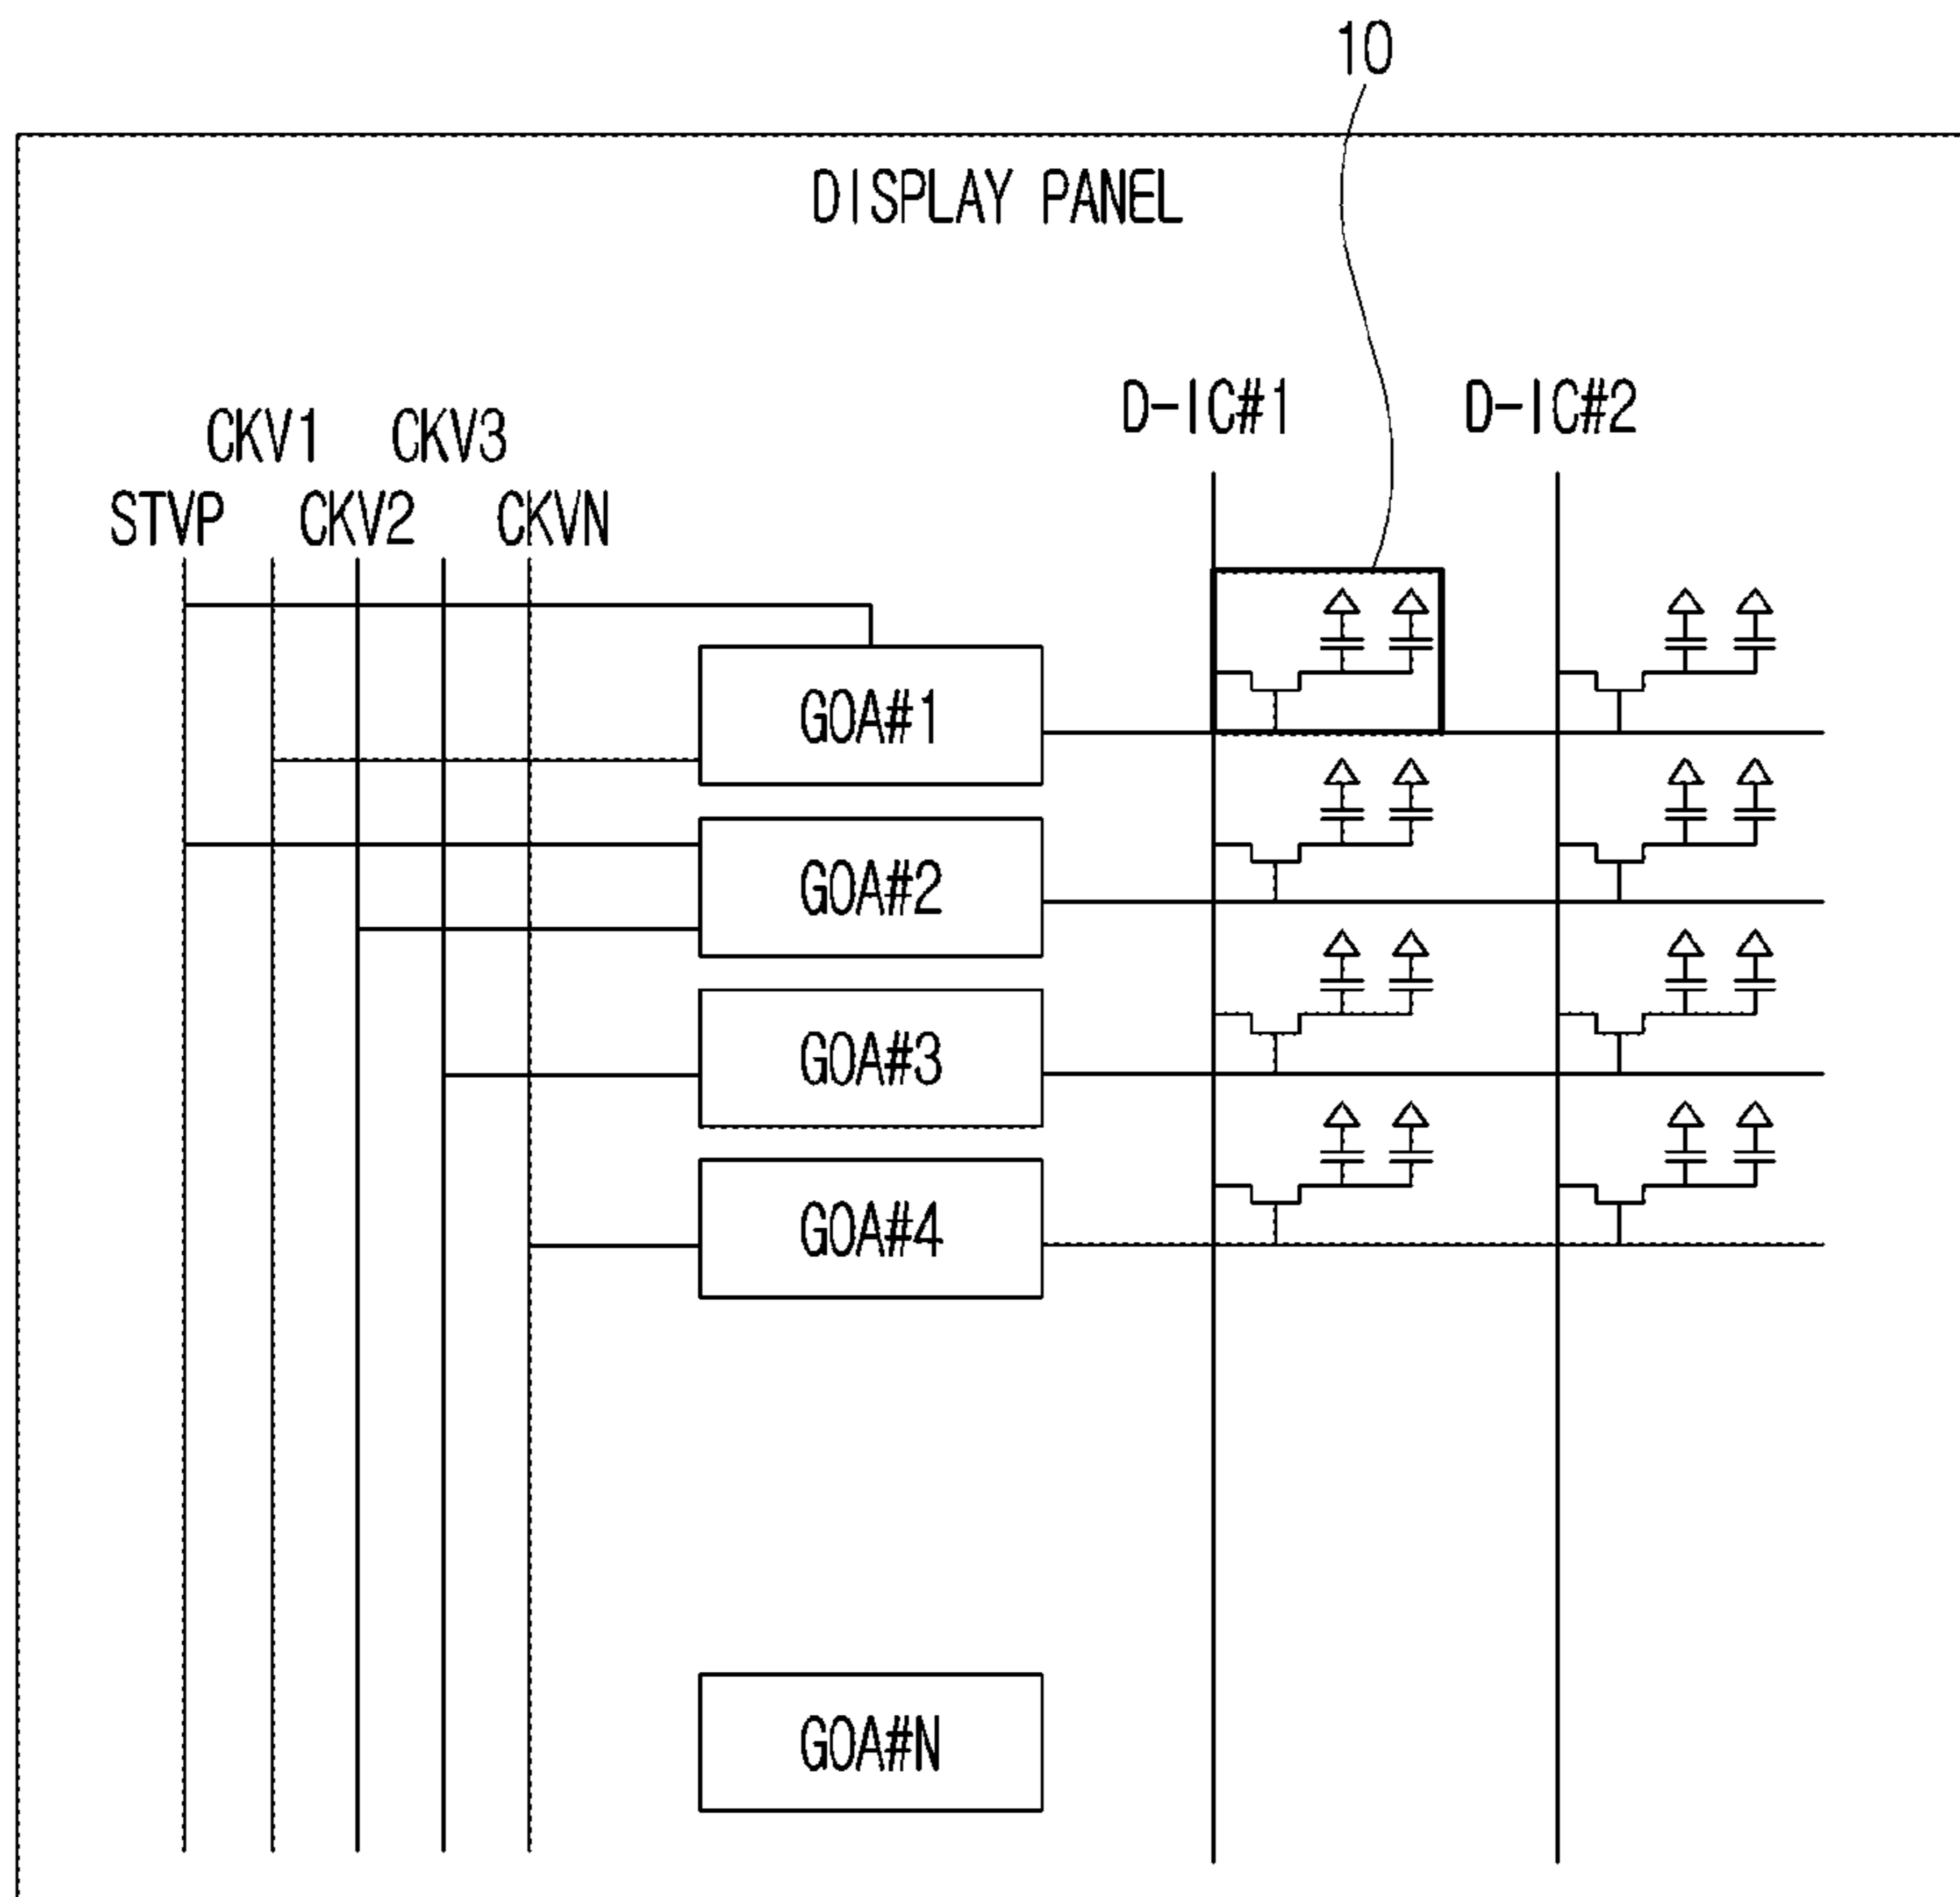 10
DISPLAY PANEL
D-IC#1 D-IC#2
CKV1 CKV3
STVP CKV2 CKVN
GOA#1
GOA#2
GOA#3
GOA#4
GOA#N